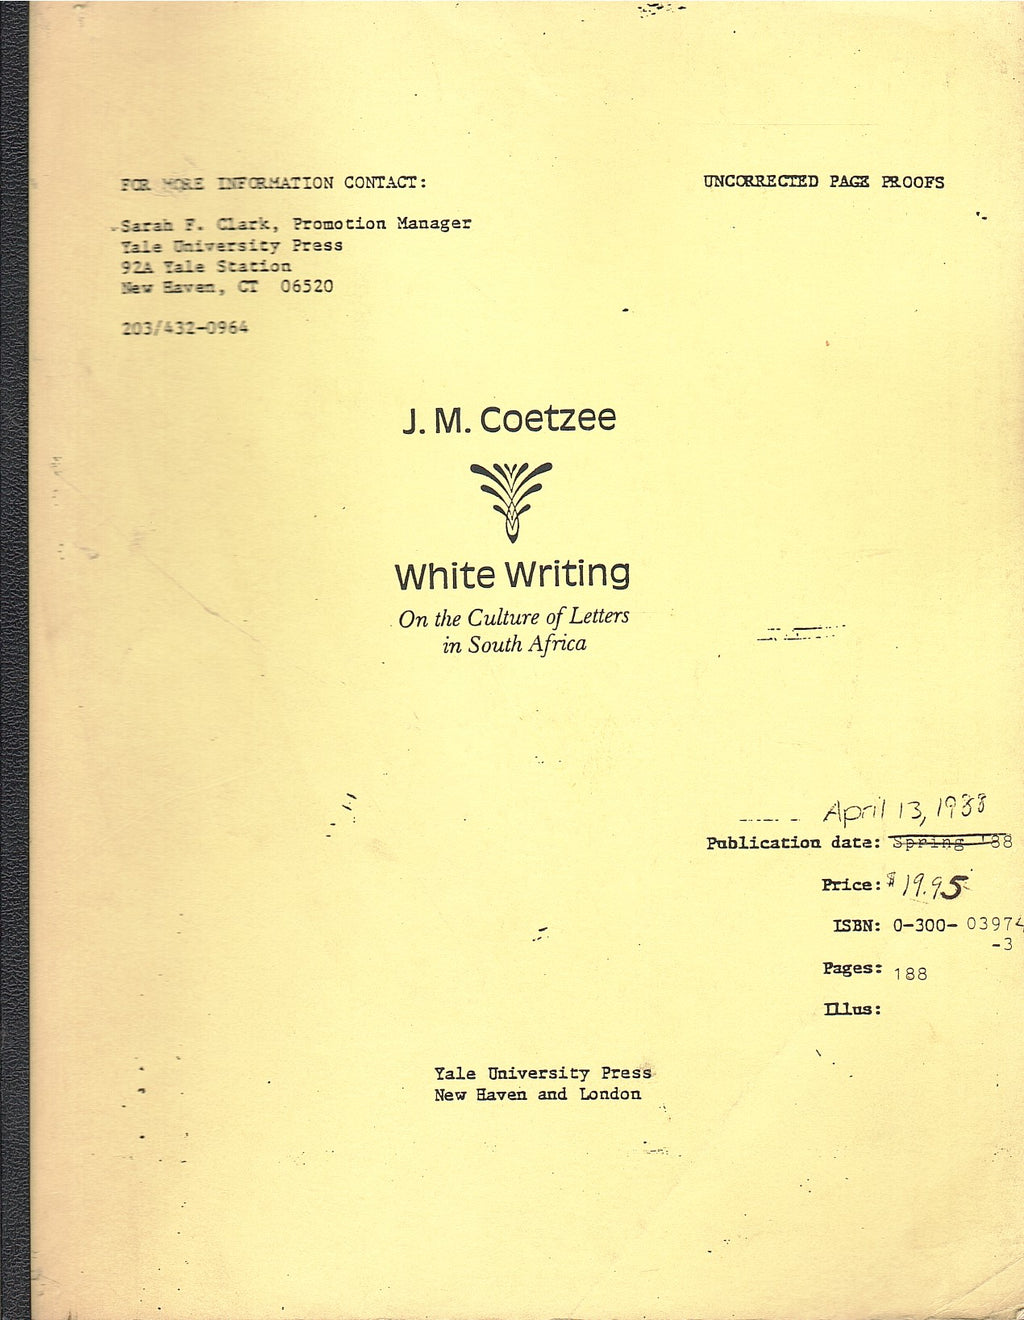 FOR MORE INFORMATION CONTACT:
UNCORRECTED PAGE PROOFS
Sarah F. Clark, Promotion Manager
Yale University Press
92A Yale Station
New Haven, CT 06520
203/432-0964
J. M. Coetzee
White Writing
On the Culture of Letters
in South Africa
April 13, 1988
Publication date: Spring '88
Price: $19.95
ISBN: 0-300-03974
-3
Pages: 188
Illus:
Yale University Press
New Haven and London